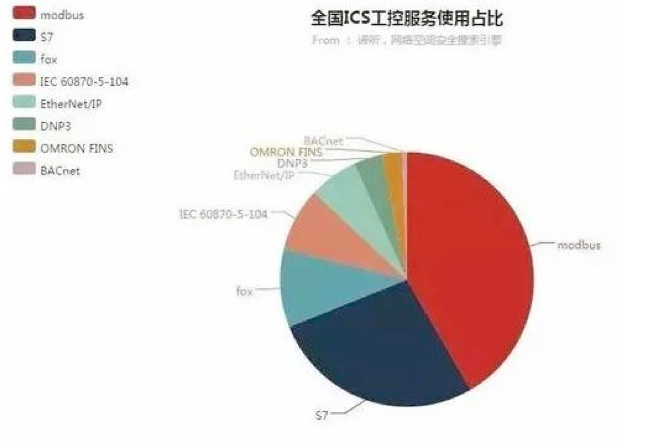 modbus
S7
fox
IEC 60870-5-104
EtherNet/IP
DNP3
OMRON FINS
BACnet
全国ICS工控服务使用占比
From ： 谛听，网络空间安全搜索引擎
BACnet
OMRON FINS
DNP3
EtherNet/IP
IEC 60870-5-104
modbus
fox
S7